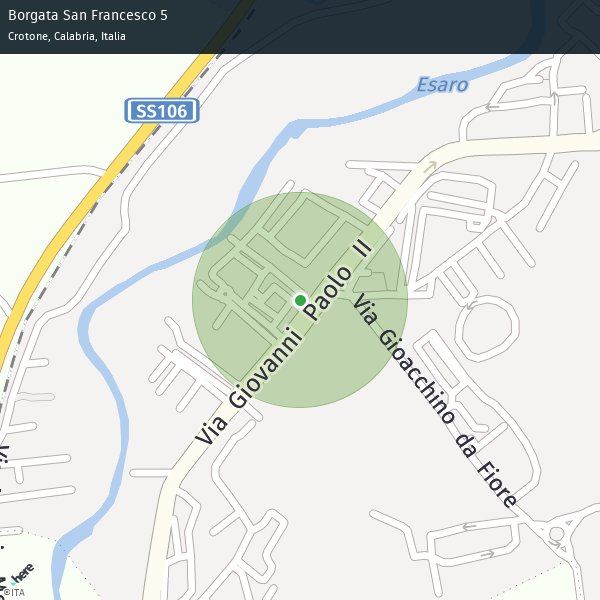 Borgata San Francesco 5
Crotone, Calabria, Italia
Esaro
SS106
Via Giovanni Paolo II
Via Gioacchino da Fiore
here
©ITA